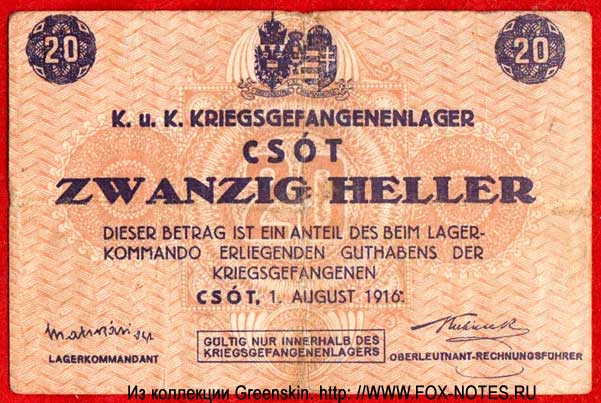 20 20
K. u. K. KRIEGSGEFANGENENLAGER
CSÓT
ZWANZIG HELLER
DIESER BETRAG IST EIN ANTEIL DES BEIM LAGER-
KOMMANDO ERLIEGENDEN GUTHABENS DER
KRIEGSGEFANGENEN
CSÓT, 1. AUGUST 1916.
LAGERKOMMANDANT
GÜLTIG NUR INNERHALB DES
KRIEGSGEFANGENENLAGERS
OBERLEUTNANT-RECHNUNGSFÜHRER
Из коллекции Greenskin. http: //WWW.FOX-NOTES.RU